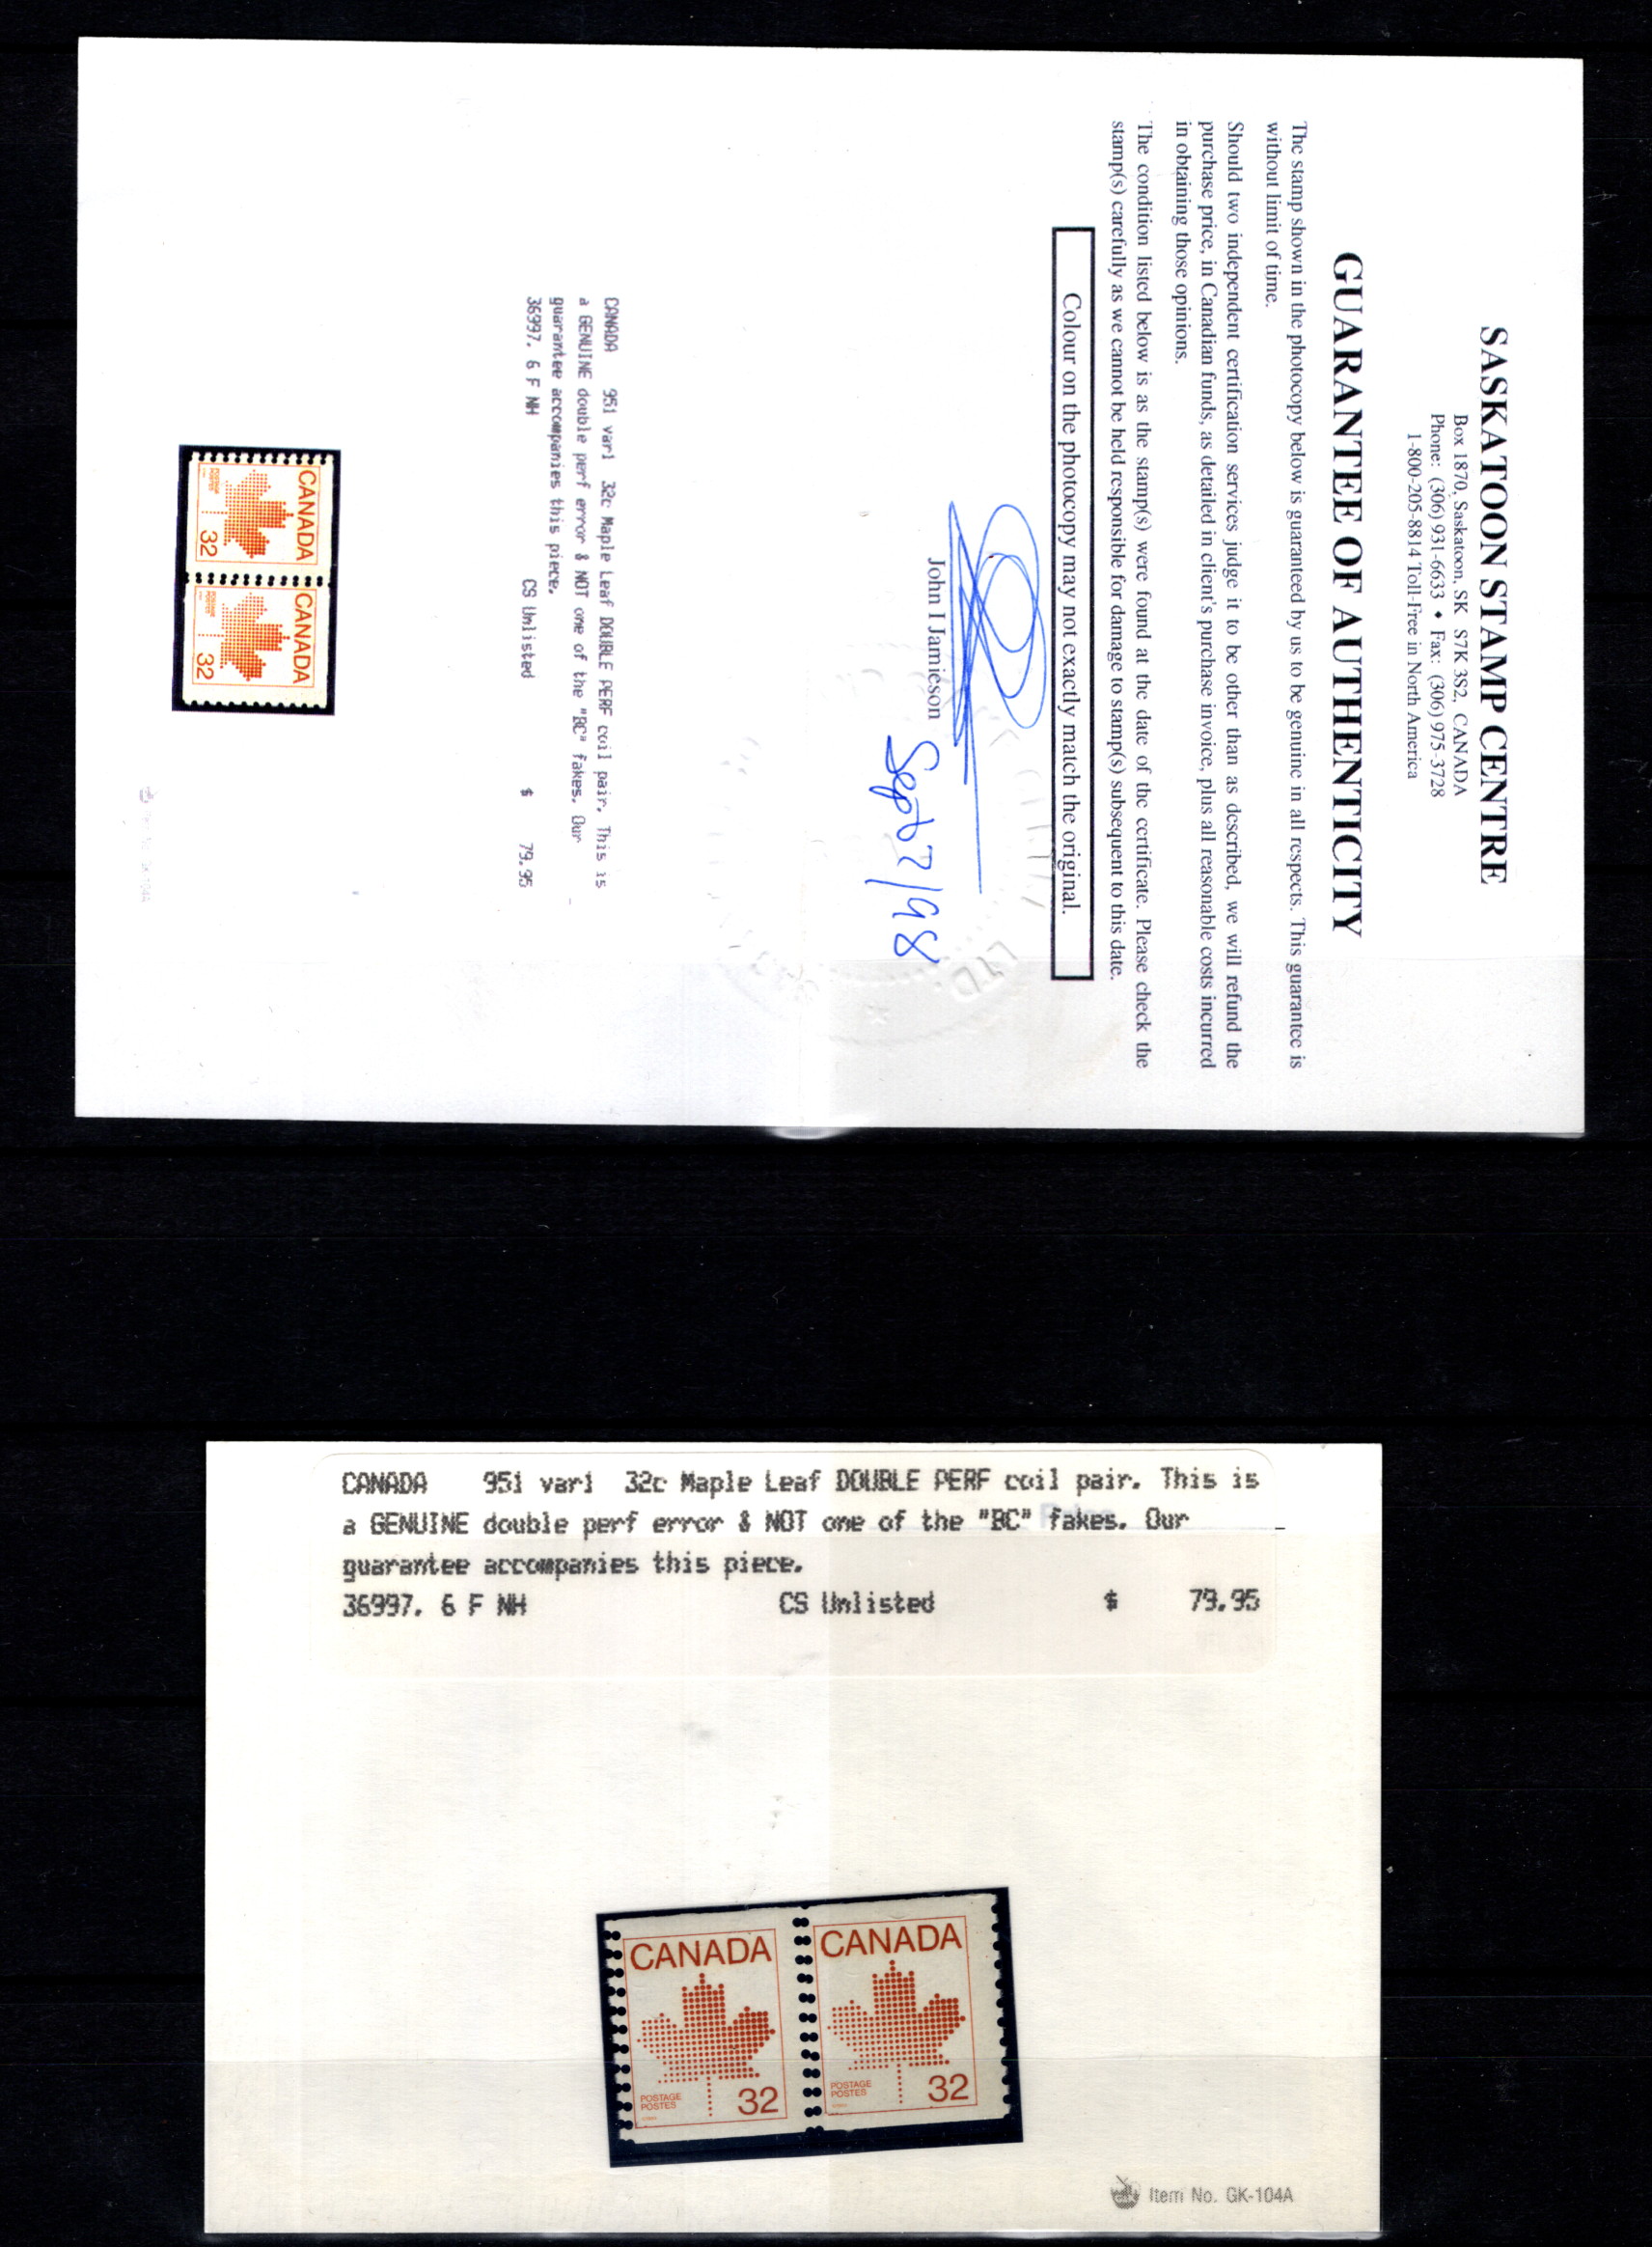 SASKATOON STAMP CENTRE
Box 1870, Saskatoon, SK S7K 3S2, CANADA
Phone: (306) 931-6633 • Fax: (306) 975-3728
1-800-205-8814 Toll-Free in North America
GUARANTEE OF AUTHENTICITY
The stamp shown in the photocopy below is guaranteed by us to be genuine in all respects. This guarantee is
without limit of time.
Should two independent certification services judge it to be other than as described, we will refund the
purchase price, in Canadian funds, as detailed in client's purchase invoice, plus all reasonable costs incurred
in obtaining those opinions.
The condition listed below is as the stamp(s) were found at the date of the certificate. Please check the
stamp(s) carefully as we cannot be held responsible for damage to stamp(s) subsequent to this date.
Colour on the photocopy may not exactly match the original.
John I Jamieson
Sept 2/98
LTD.
CANADA 951 var1 32c Maple Leaf DOUBLE PERF coil pair. This is
a GENUINE double perf error & NOT one of the "BC" fakes. Our
guarantee accompanies this piece.
36997. 6 F NH CS Unlisted $ 79.95
CANADA CANADA
POSTAGE POSTAGE
POSTES POSTES
32 32
CANADA 951 var1 32c Maple Leaf DOUBLE PERF coil pair. This is
a GENUINE double perf error & NOT one of the "BC" fakes. Our
guarantee accompanies this piece.
36997. 6 F NH CS Unlisted $ 79.95
CANADA CANADA
POSTAGE POSTAGE
POSTES POSTES
32 32
Item No. GK-104A